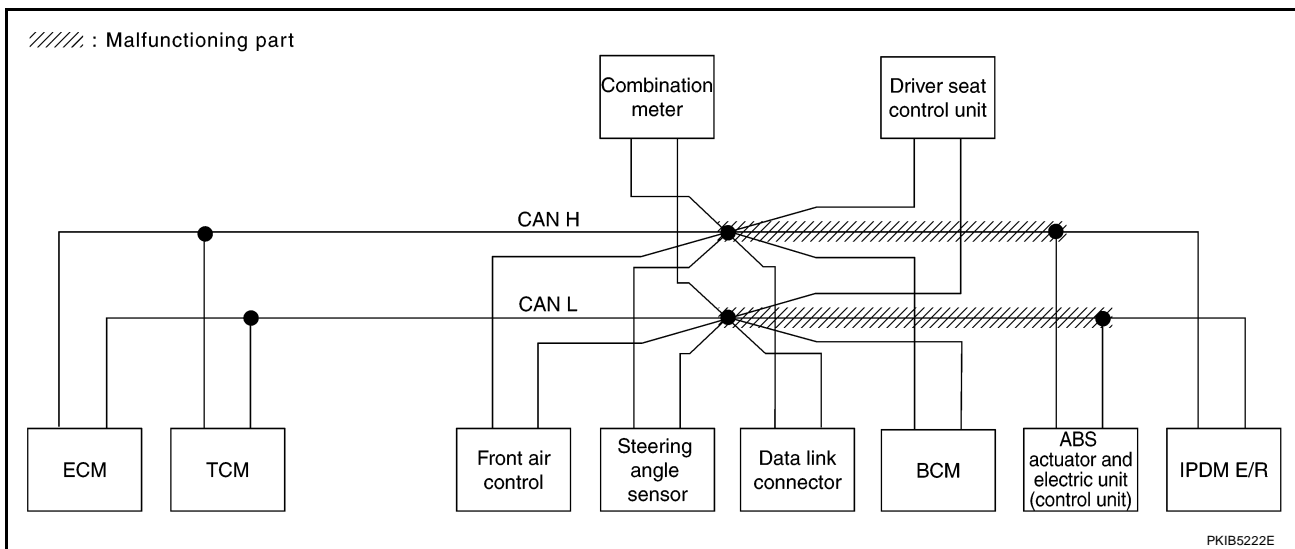 : Malfunctioning part
Combination
meter
Driver seat
control unit
CAN H
CAN L
ECM
TCM
Front air
control
Steering
angle
sensor
Data link
connector
BCM
ABS
actuator and
electric unit
(control unit)
IPDM E/R
PKIB5222E